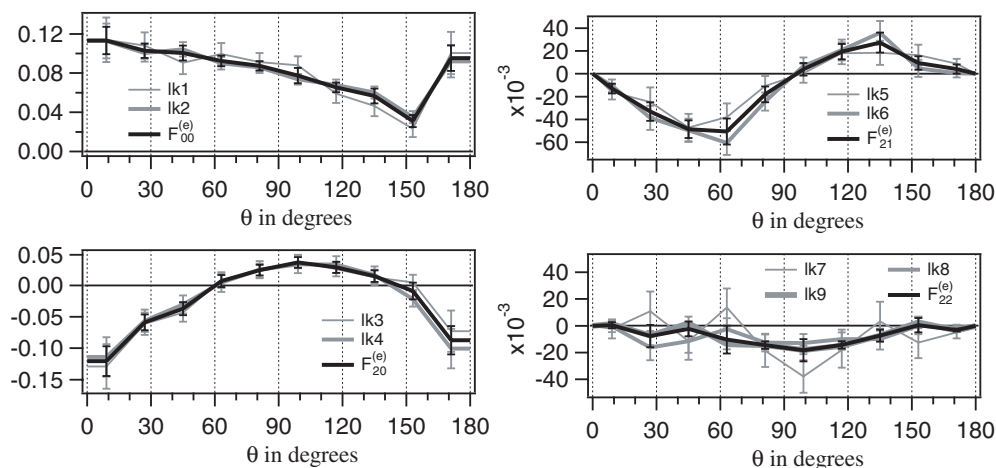 0.12
0.08
0.04
0.00
lk1
lk2
F00(e)
0 30 60 90 120 150 180
θ in degrees
x10-3
40
20
0
-20
-40
-60
lk5
lk6
F21(e)
0 30 60 90 120 150 180
θ in degrees
0.05
0.00
-0.05
-0.10
-0.15
lk3
lk4
F20(e)
0 30 60 90 120 150 180
θ in degrees
x10-3
40
20
0
-20
-40
lk7 lk8
lk9 F22(e)
0 30 60 90 120 150 180
θ in degrees